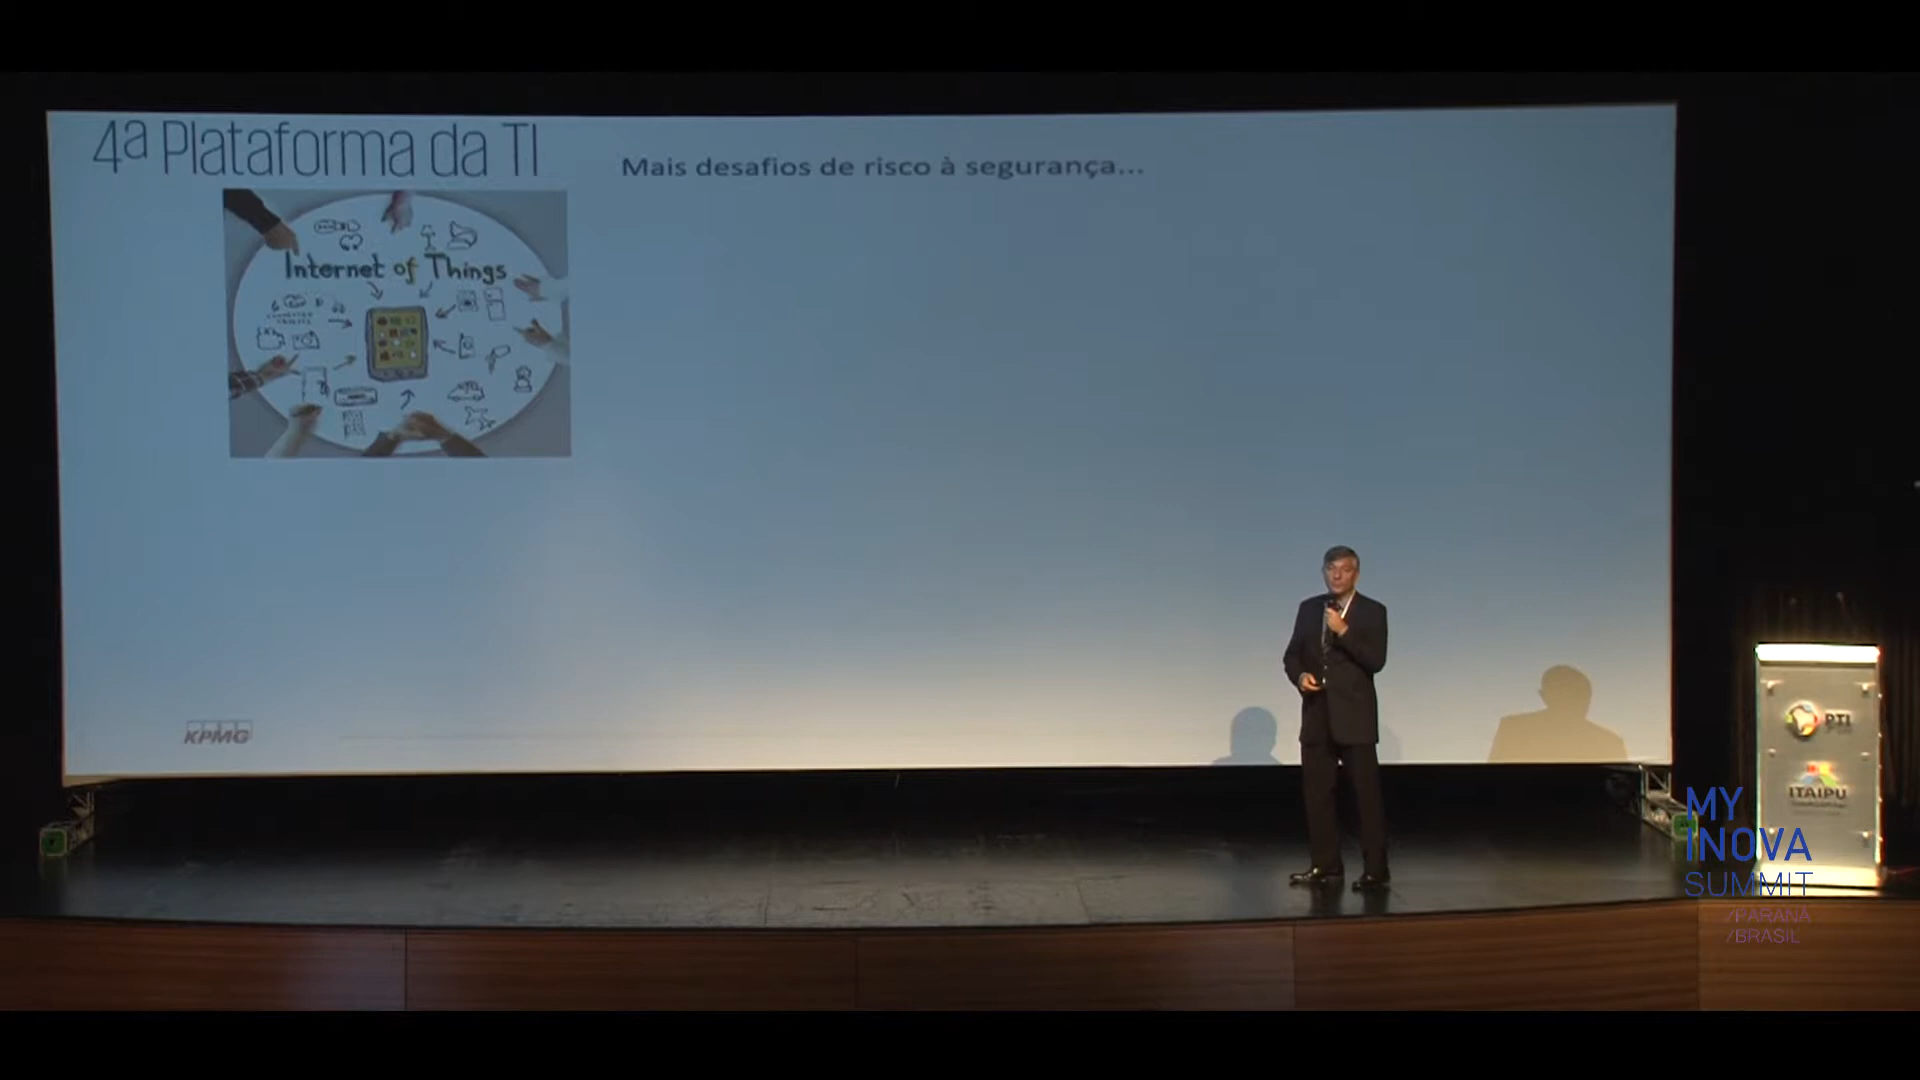 4ª Plataforma da TI
Mais desafios de risco à segurança...
Internet of Things
KPMG
PTI
ITAIPU
MY
INOVA
SUMMIT
/PARANÁ
/BRASIL